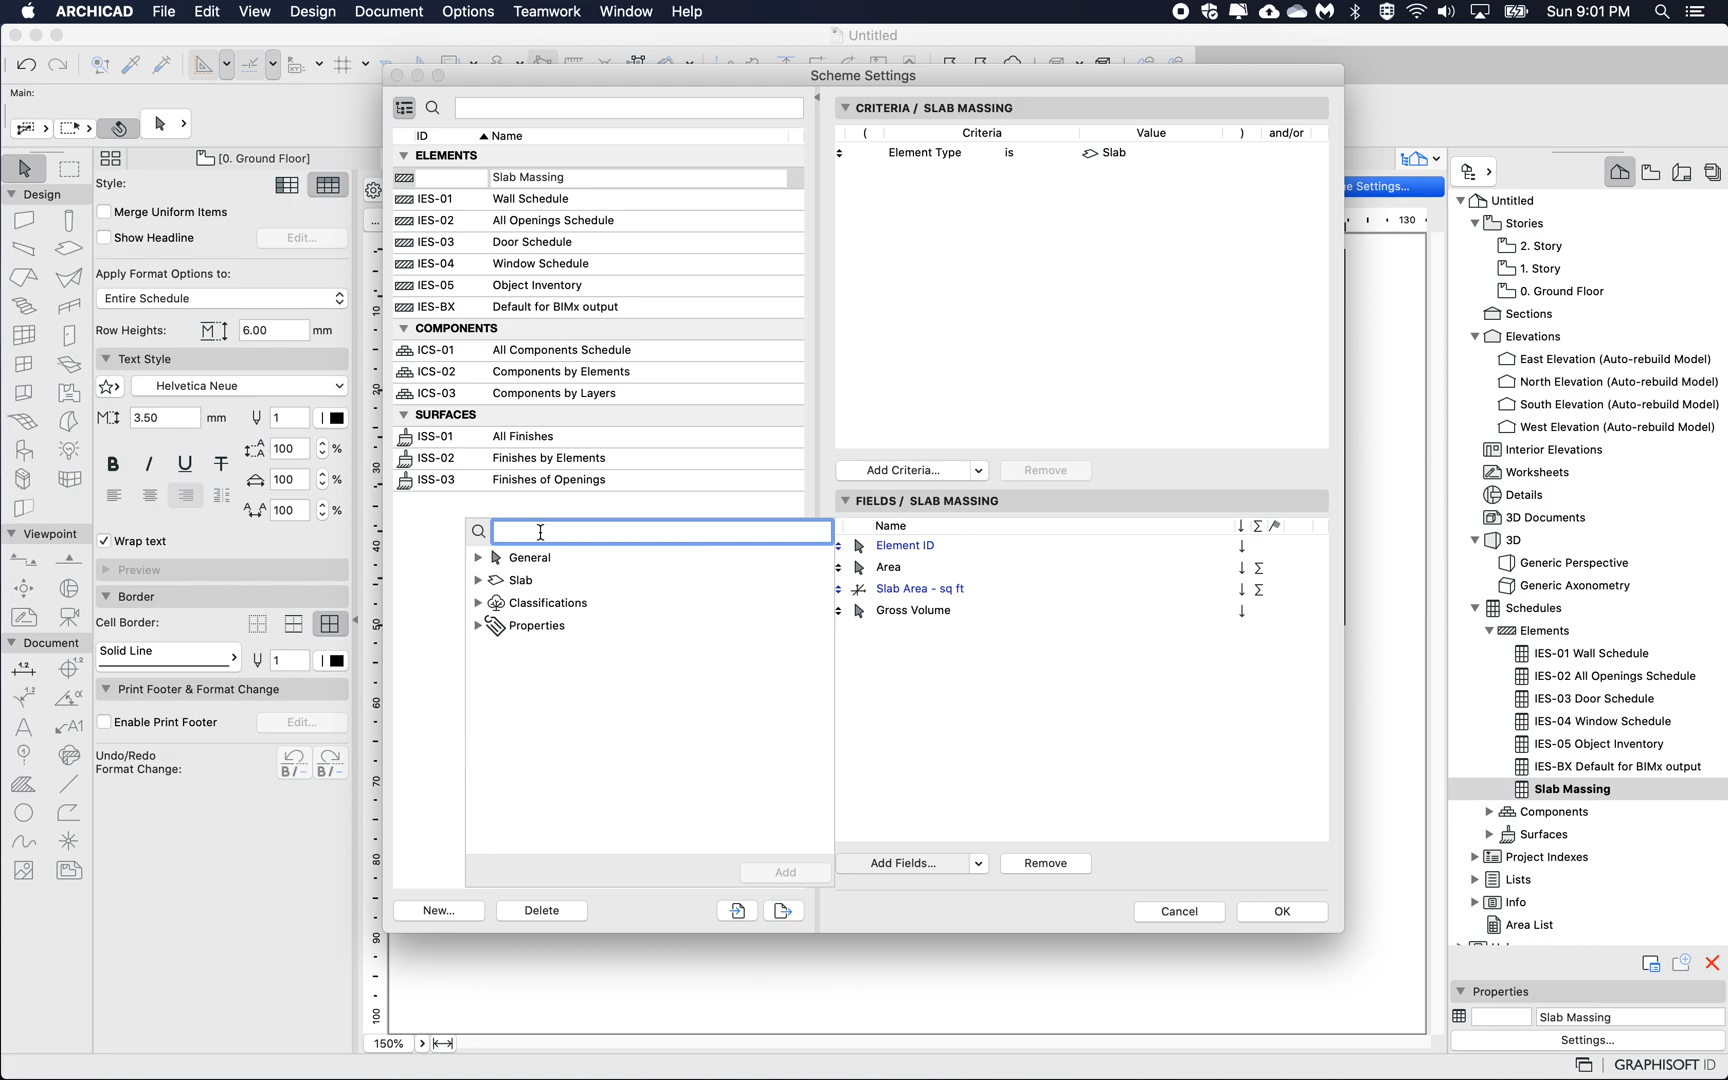 ARCHICAD File Edit View Design Document Options Teamwork Window Help Sun 9:01 PM
Untitled
Scheme Settings
Main:
[0. Ground Floor]
Style:
Merge Uniform Items
Show Headline Edit...
Apply Format Options to:
Entire Schedule
Row Heights: 6.00 mm
Text Style
Helvetica Neue
3.50 mm 1
100 %
B I U T
100 %
100 %
Wrap text
Preview
Border
Cell Border:
Solid Line 1
Print Footer & Format Change
Enable Print Footer Edit...
Undo/Redo
Format Change:
Design
Viewpoint
Document
ID Name
ELEMENTS
Slab Massing
IES-01 Wall Schedule
IES-02 All Openings Schedule
IES-03 Door Schedule
IES-04 Window Schedule
IES-05 Object Inventory
IES-BX Default for BIMx output
COMPONENTS
ICS-01 All Components Schedule
ICS-02 Components by Elements
ICS-03 Components by Layers
SURFACES
ISS-01 All Finishes
ISS-02 Finishes by Elements
ISS-03 Finishes of Openings
General
Slab
Classifications
Properties
Add
New... Delete
CRITERIA / SLAB MASSING
( Criteria Value ) and/or
Element Type is Slab
Add Criteria... Remove
FIELDS / SLAB MASSING
Name
Element ID
Area
Slab Area - sq ft
Gross Volume
Add Fields... Remove
Cancel OK
e Settings...
130
10
20
30
40
50
60
70
80
90
100
150%
Untitled
Stories
2. Story
1. Story
0. Ground Floor
Sections
Elevations
East Elevation (Auto-rebuild Model)
North Elevation (Auto-rebuild Model)
South Elevation (Auto-rebuild Model)
West Elevation (Auto-rebuild Model)
Interior Elevations
Worksheets
Details
3D Documents
3D
Generic Perspective
Generic Axonometry
Schedules
Elements
IES-01 Wall Schedule
IES-02 All Openings Schedule
IES-03 Door Schedule
IES-04 Window Schedule
IES-05 Object Inventory
IES-BX Default for BIMx output
Slab Massing
Components
Surfaces
Project Indexes
Lists
Info
Area List
Properties
Slab Massing
Settings...
GRAPHISOFT ID